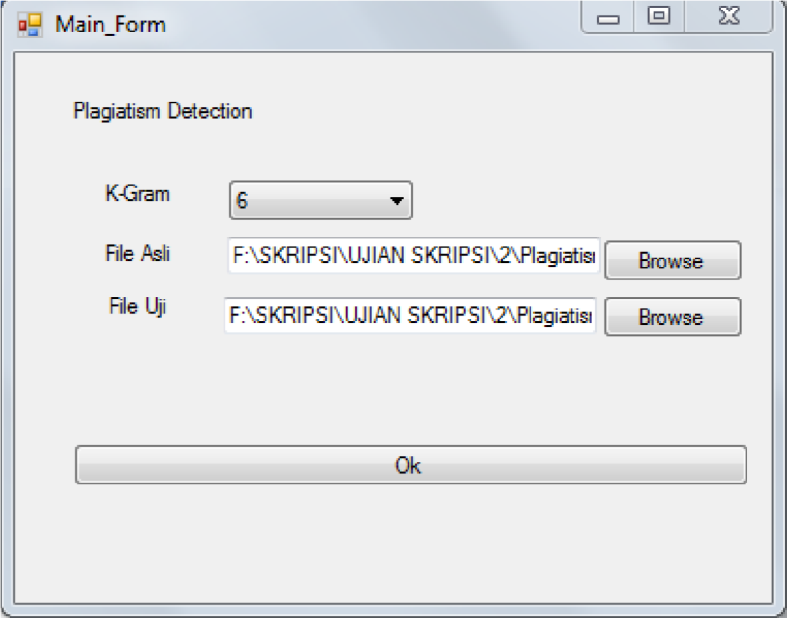 Main_Form
Plagiatism Detection
K-Gram 6
File Asli F:\SKRIPSI\UJIAN SKRIPSI\2\Plagiatis Browse
File Uji F:\SKRIPSI\UJIAN SKRIPSI\2\Plagiatis Browse
Ok